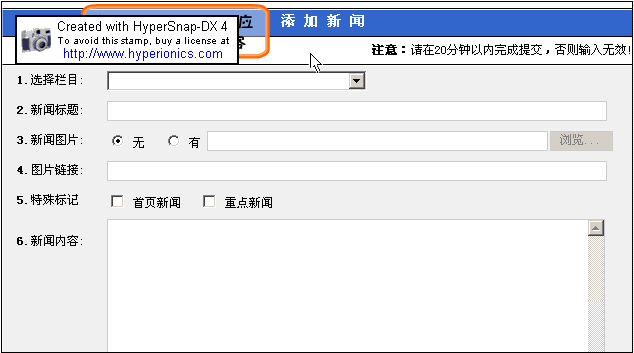 Created with HyperSnap-DX 4
To avoid this stamp, buy a license at
http://www.hyperionics.com
应
添加新闻
注意：请在20分钟以内完成提交，否则输入无效!
1.选择栏目:
2.新闻标题:
3.新闻图片: 无 有 浏览...
4.图片链接:
5.特殊标记 首页新闻 重点新闻
6.新闻内容: